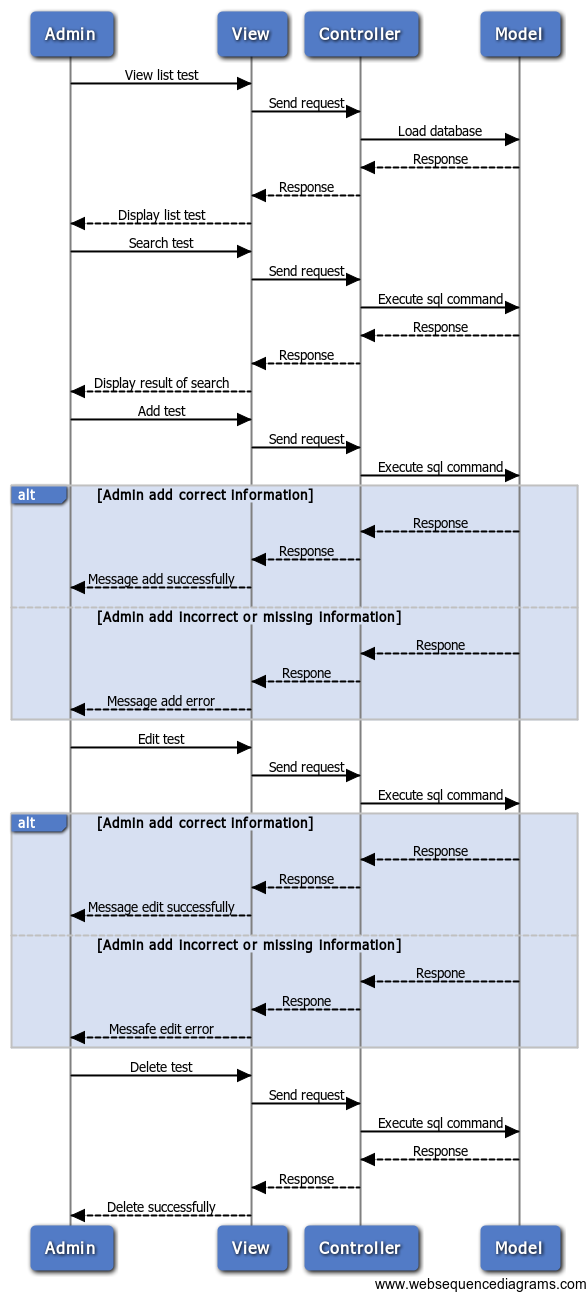 Admin View Controller Model
View list test
Send request
Load database
Response
Response
Display list test
Search test
Send request
Execute sql command
Response
Response
Display result of search
Add test
Send request
Execute sql command
alt [Admin add correct information]
Response
Response
Message add successfully
[Admin add incorrect or missing information]
Respone
Respone
Message add error
Edit test
Send request
Execute sql command
alt [Admin add correct information]
Response
Response
Message edit successfully
[Admin add incorrect or missing information]
Respone
Respone
Messafe edit error
Delete test
Send request
Execute sql command
Response
Response
Delete successfully
Admin View Controller Model
www.websequencediagrams.com